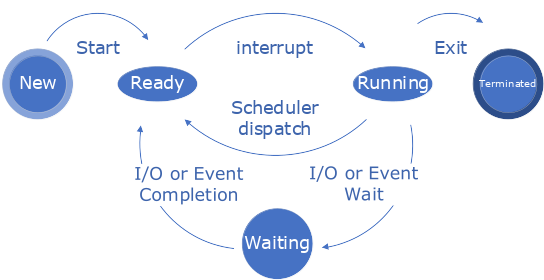 Start
interrupt
Exit
New
Ready
Running
Terminated
Scheduler
dispatch
I/O or Event
Completion
I/O or Event
Wait
Waiting